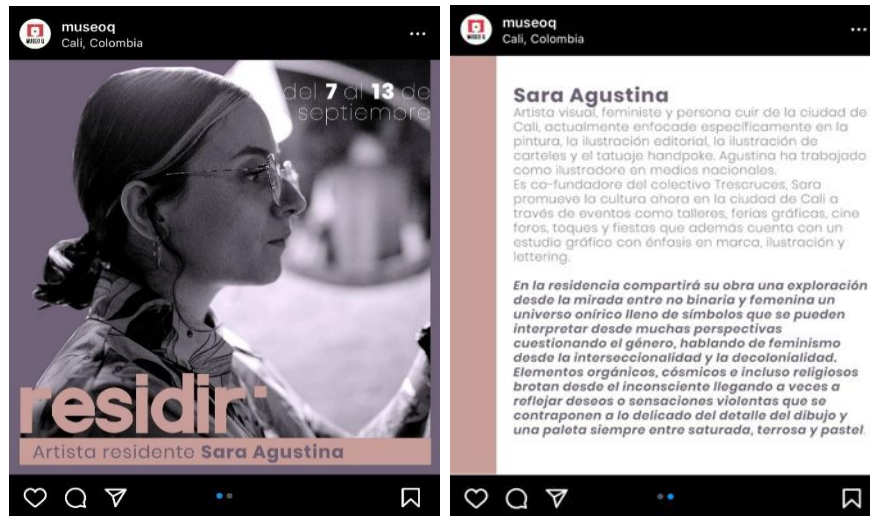 museoq
Cali, Colombia
del 7 al 13 de
septiembre
residir
Artista residente Sara Agustina
museoq
Cali, Colombia
Sara Agustina
Artista visual, feministe y persona cuir de la ciudad de
Cali, actualmente enfocade específicamente en la
pintura, la ilustración editorial, la ilustración de
carteles y el tatuaje handpoke. Agustina ha trabajado
como ilustradore en medios nacionales.
Es co-fundadore del colectivo Trescruces, Sara
promueve la cultura ahora en la ciudad de Cali a
través de eventos como talleres, ferias gráficas, cine
foros, toques y fiestas que además cuenta con un
estudio gráfico con énfasis en marca, ilustración y
lettering.
En la residencia compartirá su obra una exploración
desde la mirada entre no binaria y femenina un
universo onírico lleno de símbolos que se pueden
interpretar desde muchas perspectivas
cuestionando el género, hablando de feminismo
desde la interseccionalidad y la decolonialidad.
Elementos orgánicos, cósmicos e incluso religiosos
brotan desde el inconsciente llegando a veces a
reflejar deseos o sensaciones violentas que se
contraponen a lo delicado del detalle del dibujo y
una paleta siempre entre saturada, terrosa y pastel.